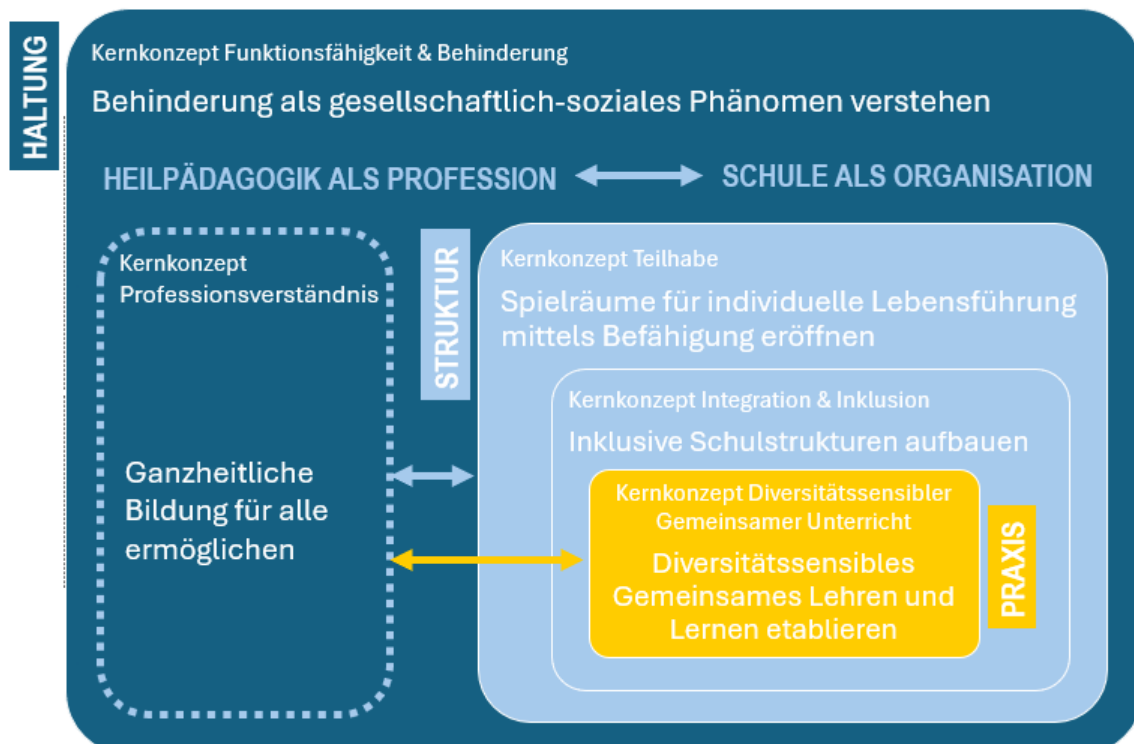 HALTUNG
Kernkonzept Funktionsfähigkeit & Behinderung
Behinderung als gesellschaftlich-soziales Phänomen verstehen
HEILPÄDAGOGIK ALS PROFESSION
SCHULE ALS ORGANISATION
Kernkonzept
Professionsverständnis
Ganzheitliche
Bildung für alle
ermöglichen
STRUKTUR
Kernkonzept Teilhabe
Spielräume für individuelle Lebensführung
mittels Befähigung eröffnen
Kernkonzept Integration & Inklusion
Inklusive Schulstrukturen aufbauen
Kernkonzept Diversitätssensibler
Gemeinsamer Unterricht
Diversitätssensibles
Gemeinsames Lehren und
Lernen etablieren
PRAXIS